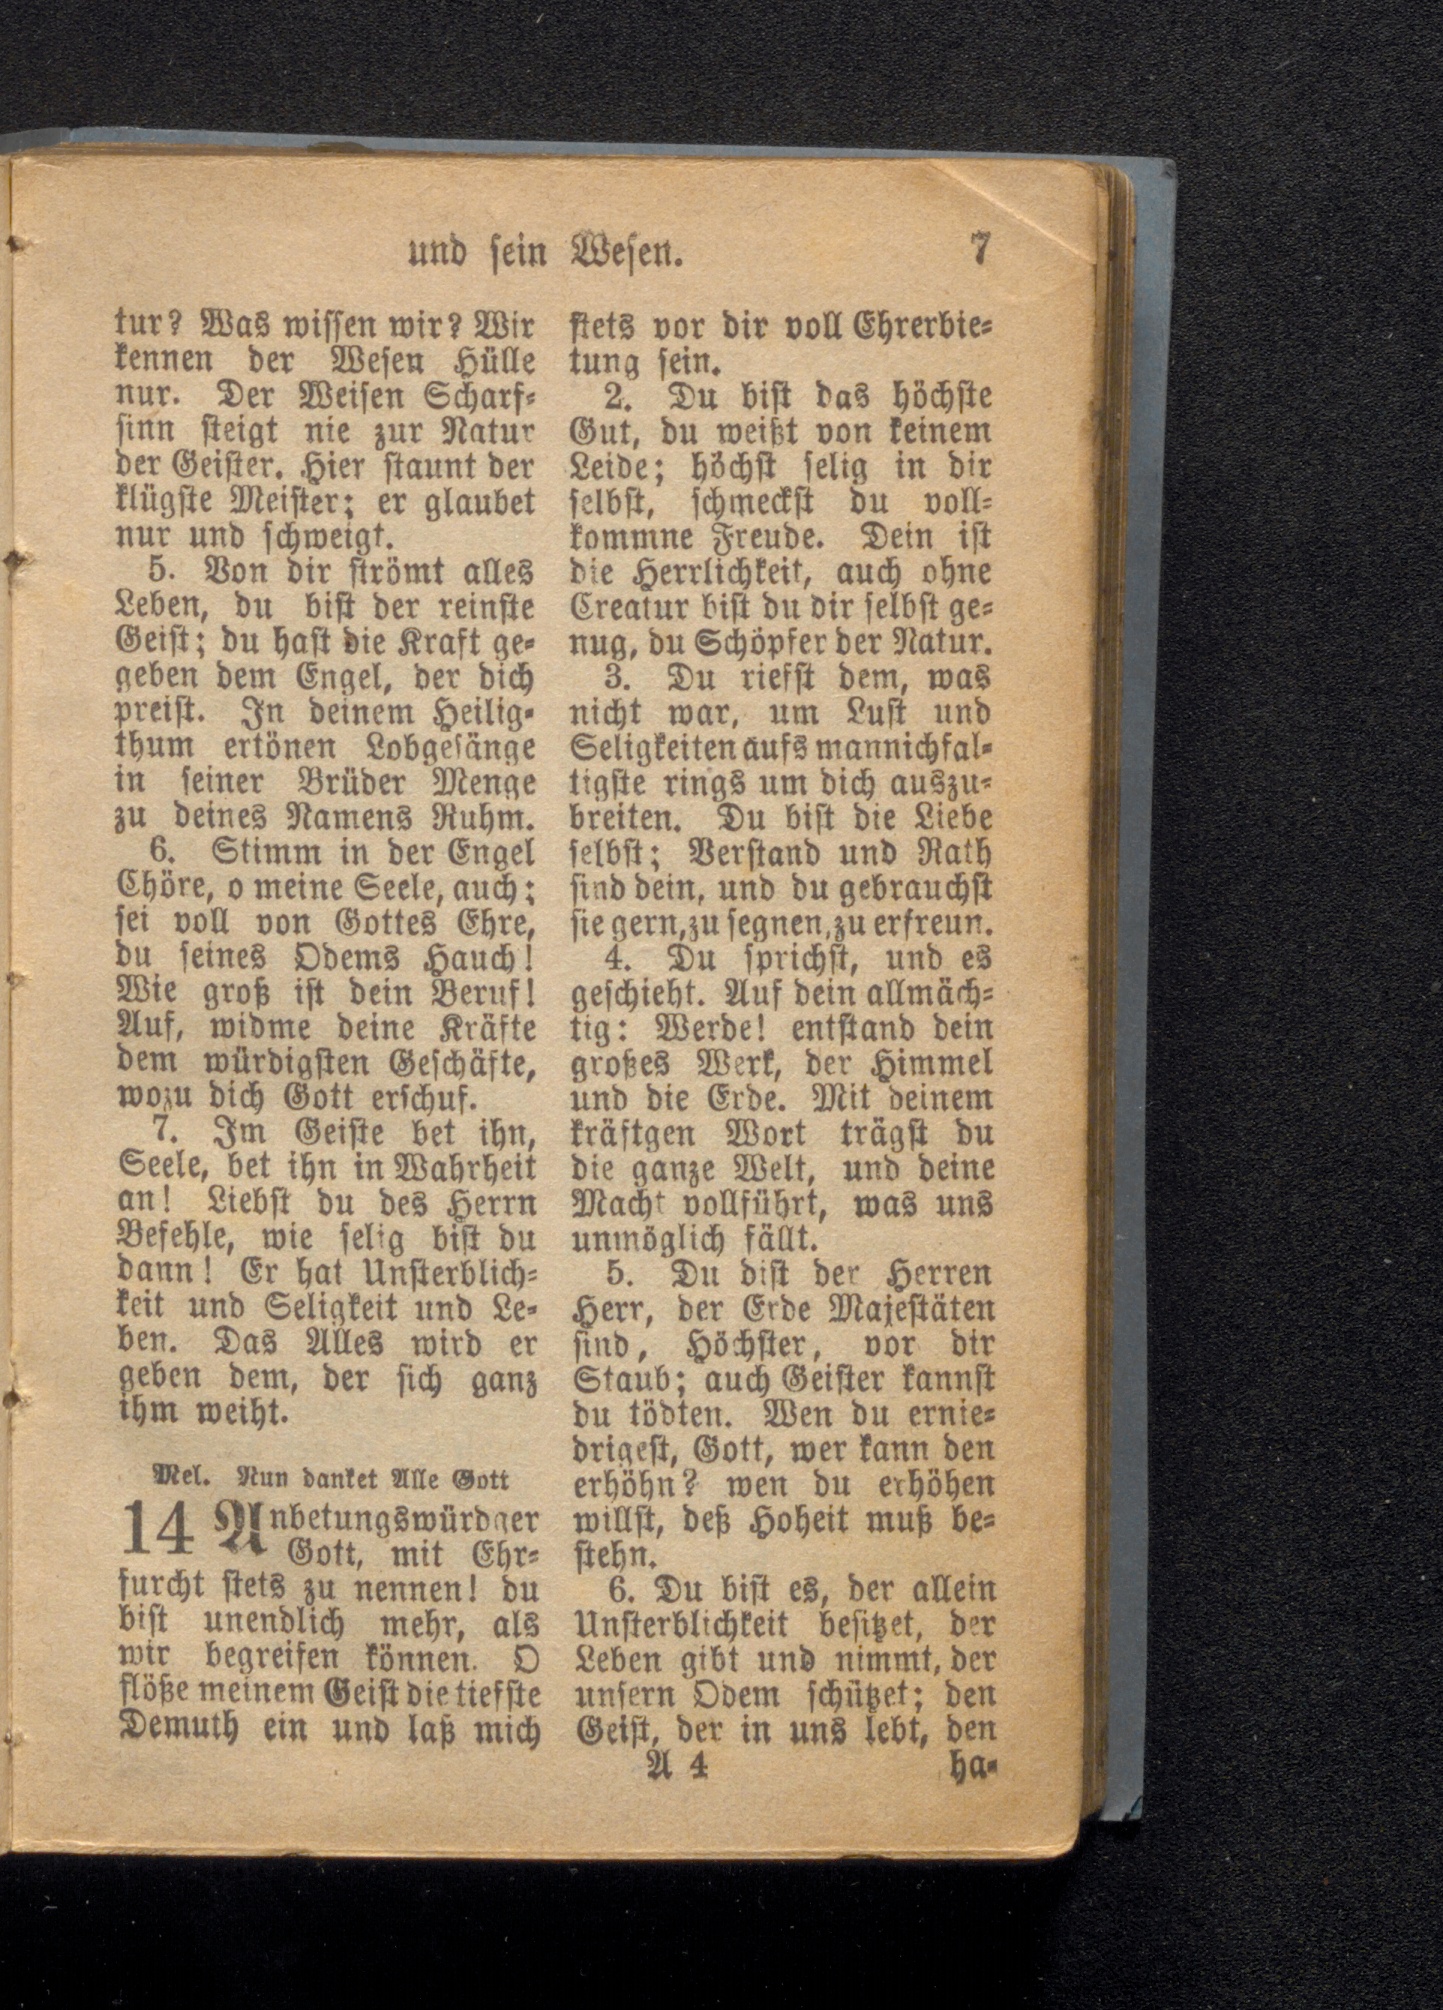 und sein Wesen. 7
tur? Was wissen wir? Wir
kennen der Wesen Hülle
nur. Der Weisen Scharf-
sinn steigt nie zur Natur
der Geister. Hier staunt der
klügste Meister; er glaubet
nur und schweigt.
5. Von dir strömt alles
Leben, du bist der reinste
Geist; du hast die Kraft ge-
geben dem Engel, der dich
preist. In deinem Heilig-
thum ertönen Lobgesänge
in seiner Brüder Menge
zu deines Namens Ruhm.
6. Stimm in der Engel
Chöre, o meine Seele, auch;
sei voll von Gottes Ehre,
du seines Odems Hauch!
Wie groß ist dein Beruf!
Auf, widme deine Kräfte
dem würdigsten Geschäfte,
wozu dich Gott erschuf.
7. Im Geiste bet ihn,
Seele, bet ihn in Wahrheit
an! Liebst du des Herrn
Befehle, wie selig bist du
dann! Er hat Unsterblich-
keit und Seligkeit und Le-
ben. Das Alles wird er
geben dem, der sich ganz
ihm weiht.
Mel. Nun danket Alle Gott
14 Anbetungswürdger
Gott, mit Ehr-
furcht stets zu nennen! du
bist unendlich mehr, als
wir begreifen können. O
flöße meinem Geist die tiefste
Demuth ein und laß mich
stets vor dir voll Ehrerbie-
tung sein.
2. Du bist das höchste
Gut, du weißt von keinem
Leide; höchst selig in dir
selbst, schmeckst du voll-
kommne Freude. Dein ist
die Herrlichkeit, auch ohne
Creatur bist du dir selbst ge-
nug, du Schöpfer der Natur.
3. Du riefst dem, was
nicht war, um Lust und
Seligkeiten aufs mannichfal-
tigste rings um dich auszu-
breiten. Du bist die Liebe
selbst; Verstand und Rath
sind dein, und du gebrauchst
sie gern, zu segnen, zu erfreun.
4. Du sprichst, und es
geschieht. Auf dein allmäch-
tig: Werde! entstand dein
großes Werk, der Himmel
und die Erde. Mit deinem
kräftgen Wort trägst du
die ganze Welt, und deine
Macht vollführt, was uns
unmöglich fällt.
5. Du dist der Herren
Herr, der Erde Majestäten
sind, Höchster, vor dir
Staub; auch Geister kannst
du tödten. Wen du ernie-
drigest, Gott, wer kann den
erhöhn? wen du erhöhen
willst, deß Hoheit muß be-
stehn.
6. Du bist es, der allein
Unsterblichkeit besitzet, der
Leben gibt und nimmt, der
unsern Odem schützet; den
Geist, der in uns lebt, den
A 4 ha-